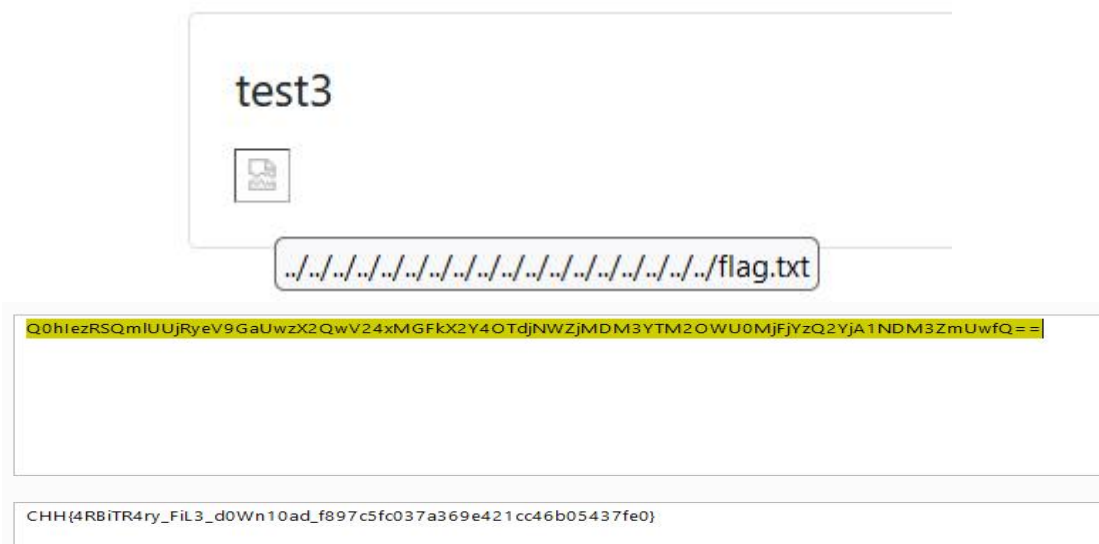 test3
../../../../../../../../../../../../../../../../../../flag.txt
Q0hIezRSQmlUUjRyeV9GaUwzX2QwV24xMGFkX2Y4OTdjNWZjMDM3YTM2OWU0MjFjYzQ2YjA1NDM3ZmUwfQ==
CHH{4RBiTR4ry_FiL3_d0Wn10ad_f897c5fc037a369e421cc46b05437fe0}